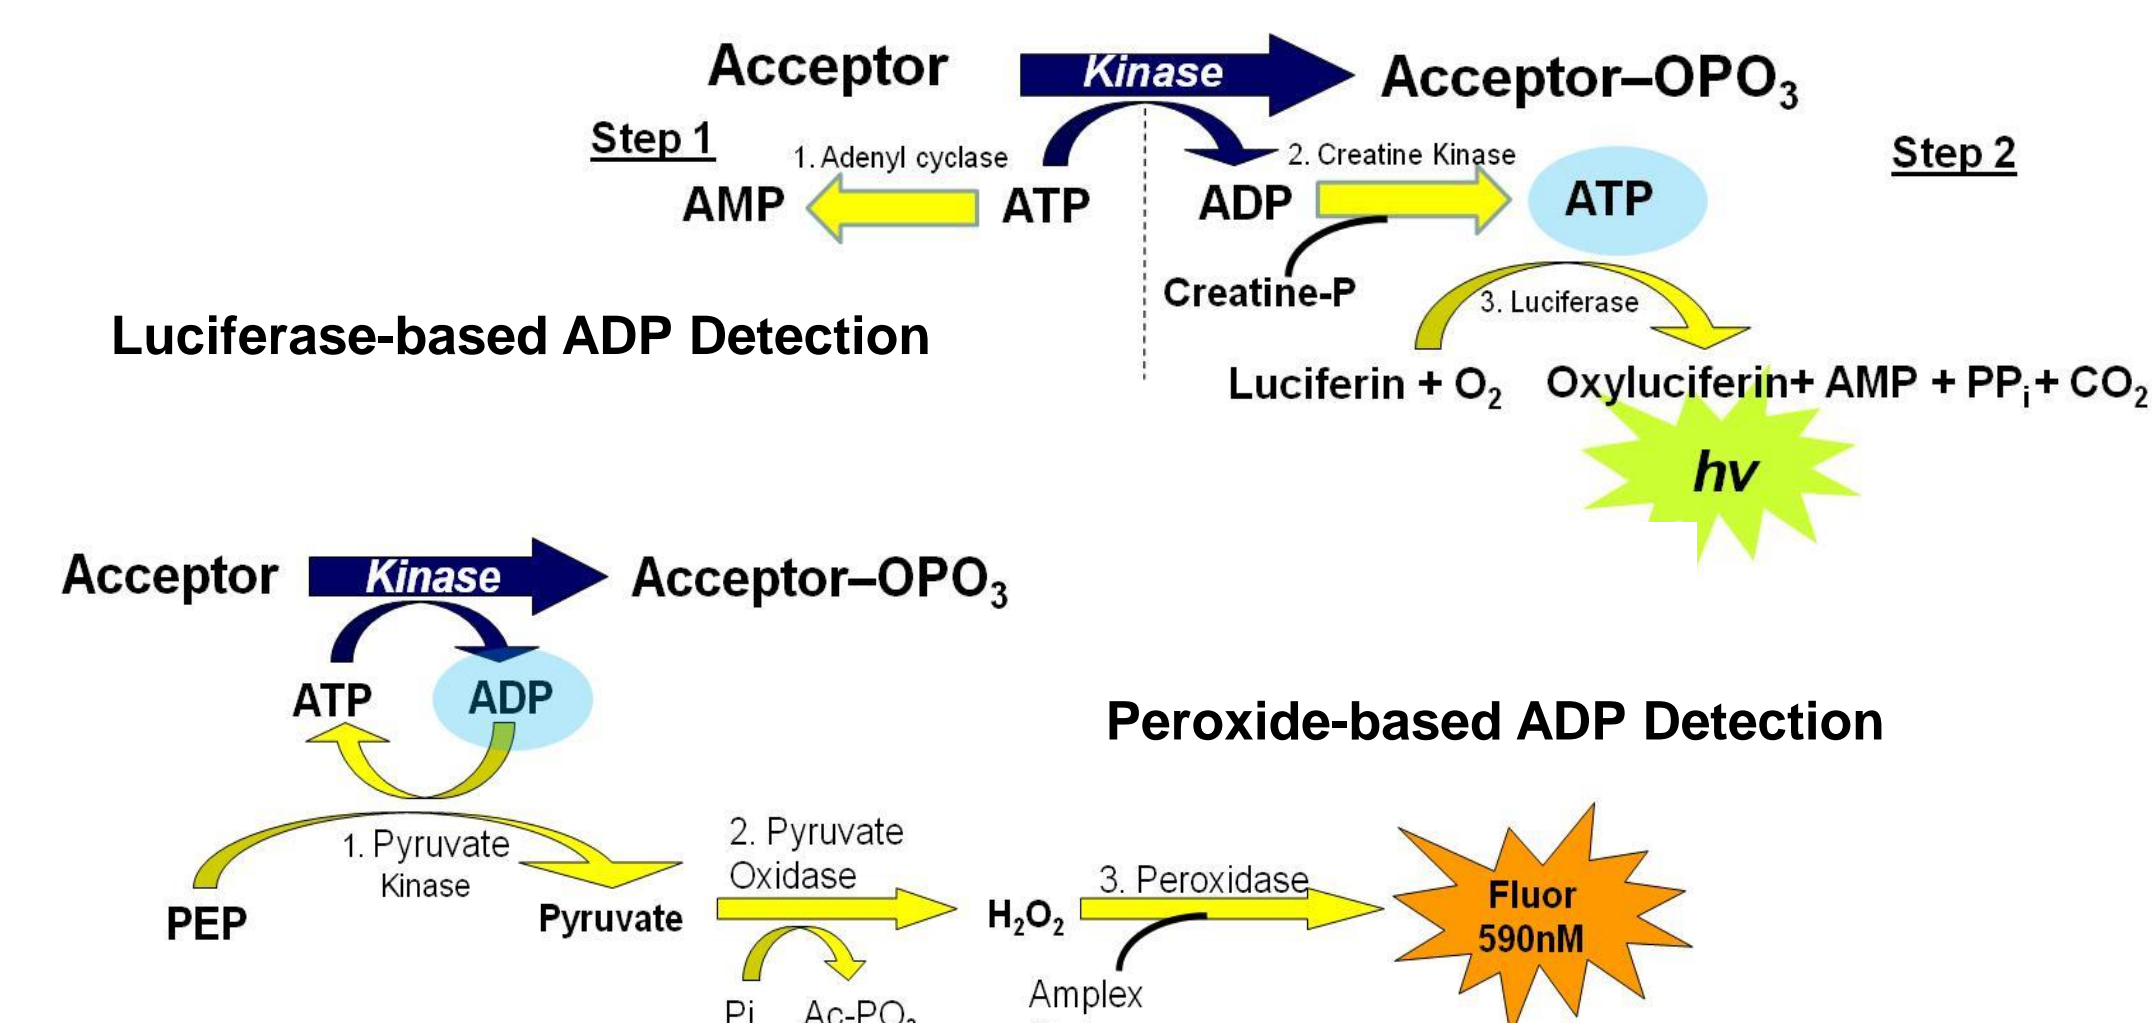 Acceptor Kinase Acceptor–OPO₃
Step 1
1. Adenyl cyclase
2. Creatine Kinase
Step 2
AMP ATP ADP ATP
Creatine-P
3. Luciferase
Luciferase-based ADP Detection
Luciferin + O₂ Oxyluciferin+ AMP + PPᵢ+ CO₂
hv
Acceptor Kinase Acceptor–OPO₃
ATP ADP
Peroxide-based ADP Detection
1. Pyruvate
Kinase
2. Pyruvate
Oxidase
3. Peroxidase
PEP Pyruvate H₂O₂
Fluor
590nM
Pi Ac-PO₃
Amplex